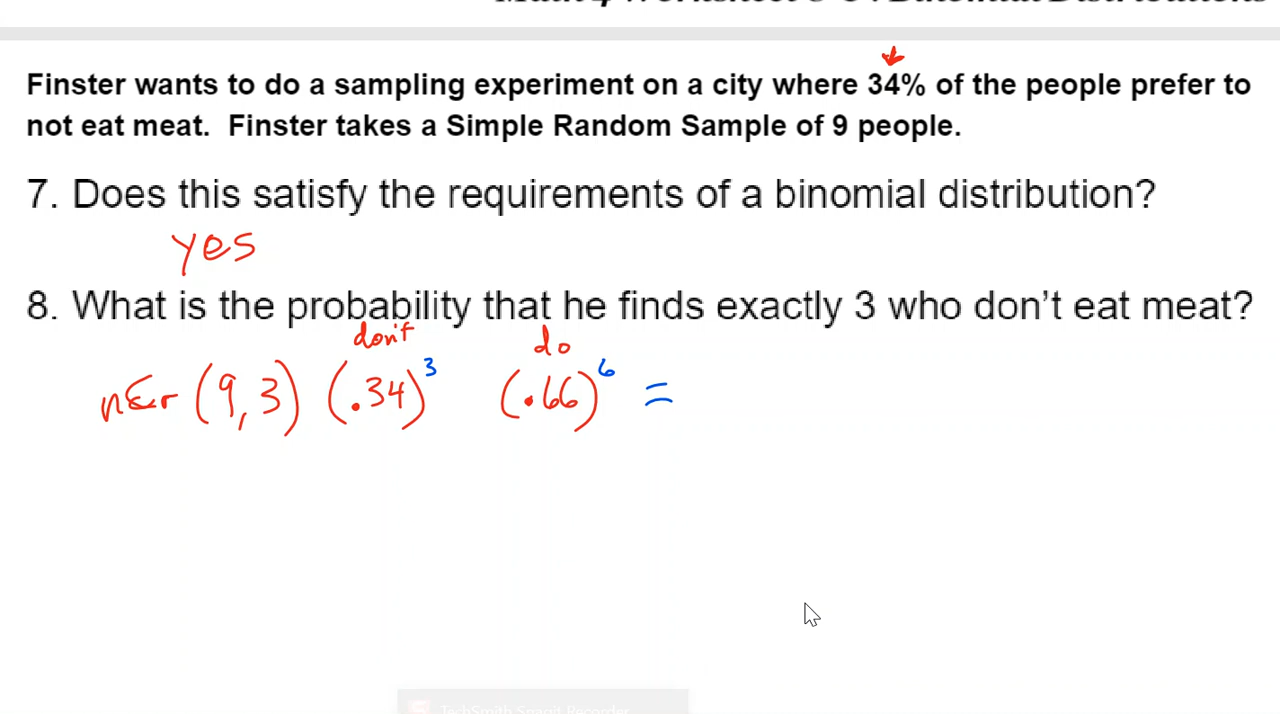 Finster wants to do a sampling experiment on a city where 34% of the people prefer to
not eat meat. Finster takes a Simple Random Sample of 9 people.
7. Does this satisfy the requirements of a binomial distribution?
yes
8. What is the probability that he finds exactly 3 who don't eat meat?
don't do
nCr (9,3) (.34)^3 (.66)^6 =